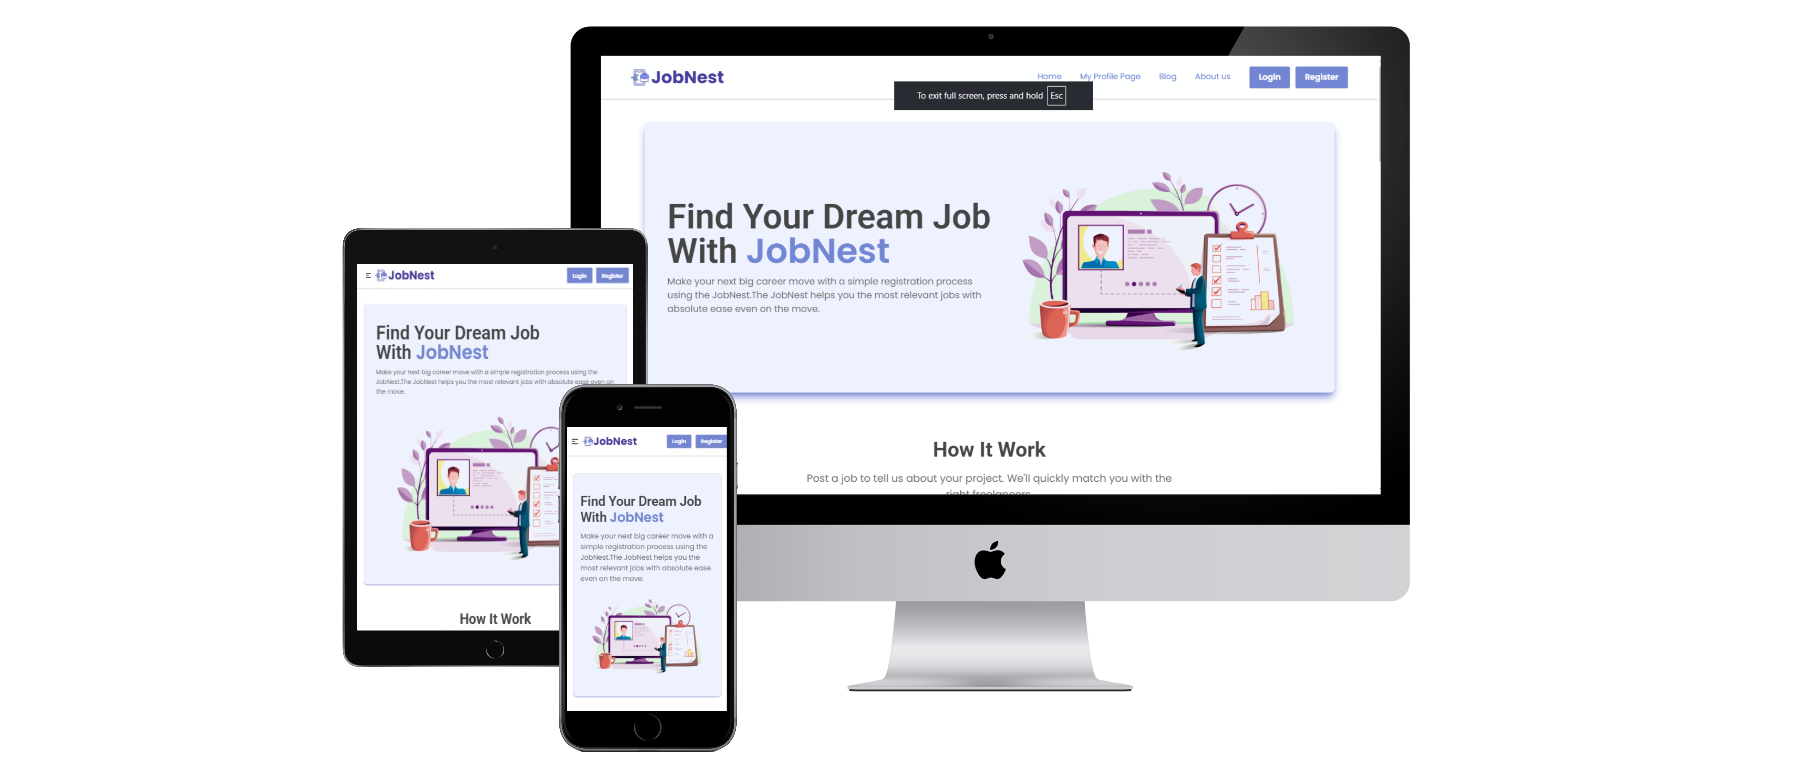 JobNest
Home My Profile Page Blog About us Login Register
To exit full screen, press and hold Esc
Find Your Dream Job
With JobNest
Make your next big career move with a simple registration process
using the JobNest.The JobNest helps you the most relevant jobs with
absolute ease even on the move.
How It Work
Post a job to tell us about your project. We'll quickly match you with the
right freelancers.
JobNest Login Register
Find Your Dream Job
With JobNest
Make your next big career move with a simple registration process using the
JobNest.The JobNest helps you the most relevant jobs with absolute ease even on
the move.
How It Work
JobNest Login Register
Find Your Dream Job
With JobNest
Make your next big career move with a
simple registration process using the
JobNest.The JobNest helps you the
most relevant jobs with absolute ease
even on the move.